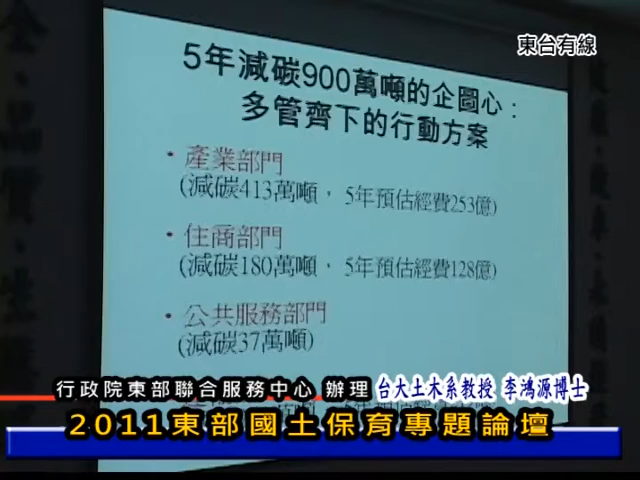 東台有線
5年減碳900萬噸的企圖心：
多管齊下的行動方案
• 產業部門
(減碳413萬噸， 5年預估經費253億)
• 住商部門
(減碳180萬噸， 5年預估經費128億)
• 公共服務部門
(減碳37萬噸)
行政院東部聯合服務中心 辦理 台大土木系教授 李鴻源博士
2011東部國土保育專題論壇